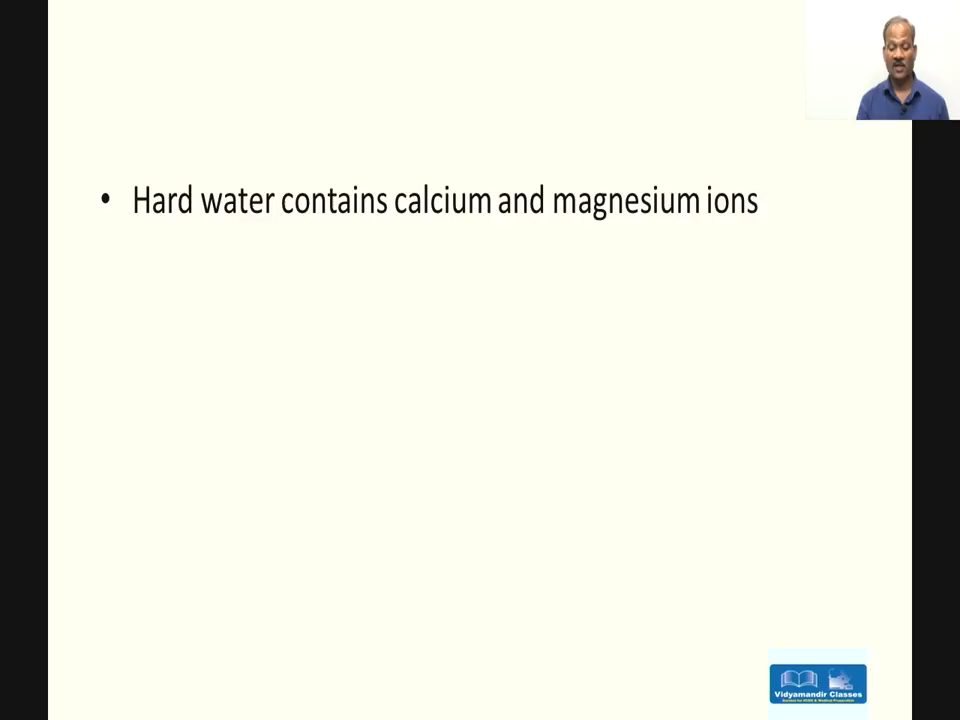 • Hard water contains calcium and magnesium ions
Vidyamandir Classes